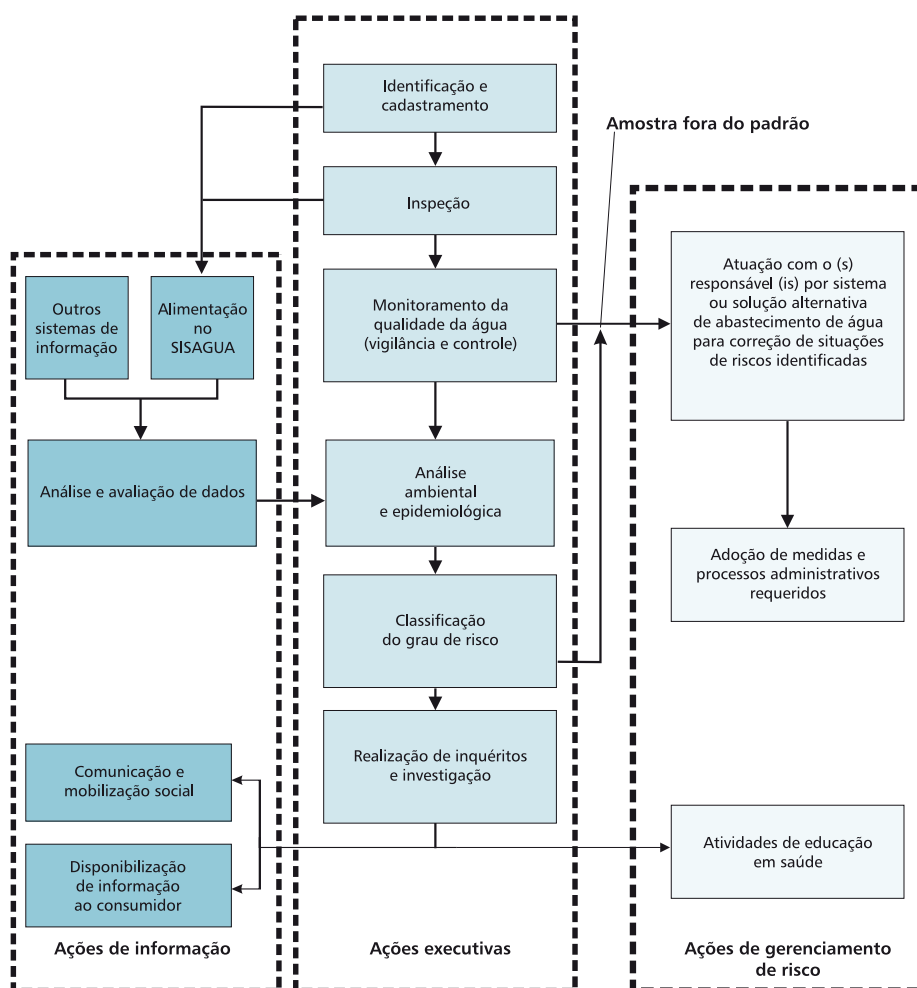 Identificação e
cadastramento
Amostra fora do padrão
Inspeção
Outros
sistemas de
informação
Alimentação
no
SISAGUA
Monitoramento da
qualidade da água
(vigilância e controle)
Atuação com o (s)
responsável (is) por sistema
ou solução alternativa
de abastecimento de água
para correção de situações
de riscos identificadas
Análise e avaliação de dados
Análise
ambiental
e epidemiológica
Adoção de medidas e
processos administrativos
requeridos
Classificação
do grau de risco
Realização de inquéritos
e investigação
Comunicação e
mobilização social
Disponibilização
de informação
ao consumidor
Atividades de educação
em saúde
Ações de informação
Ações executivas
Ações de gerenciamento
de risco